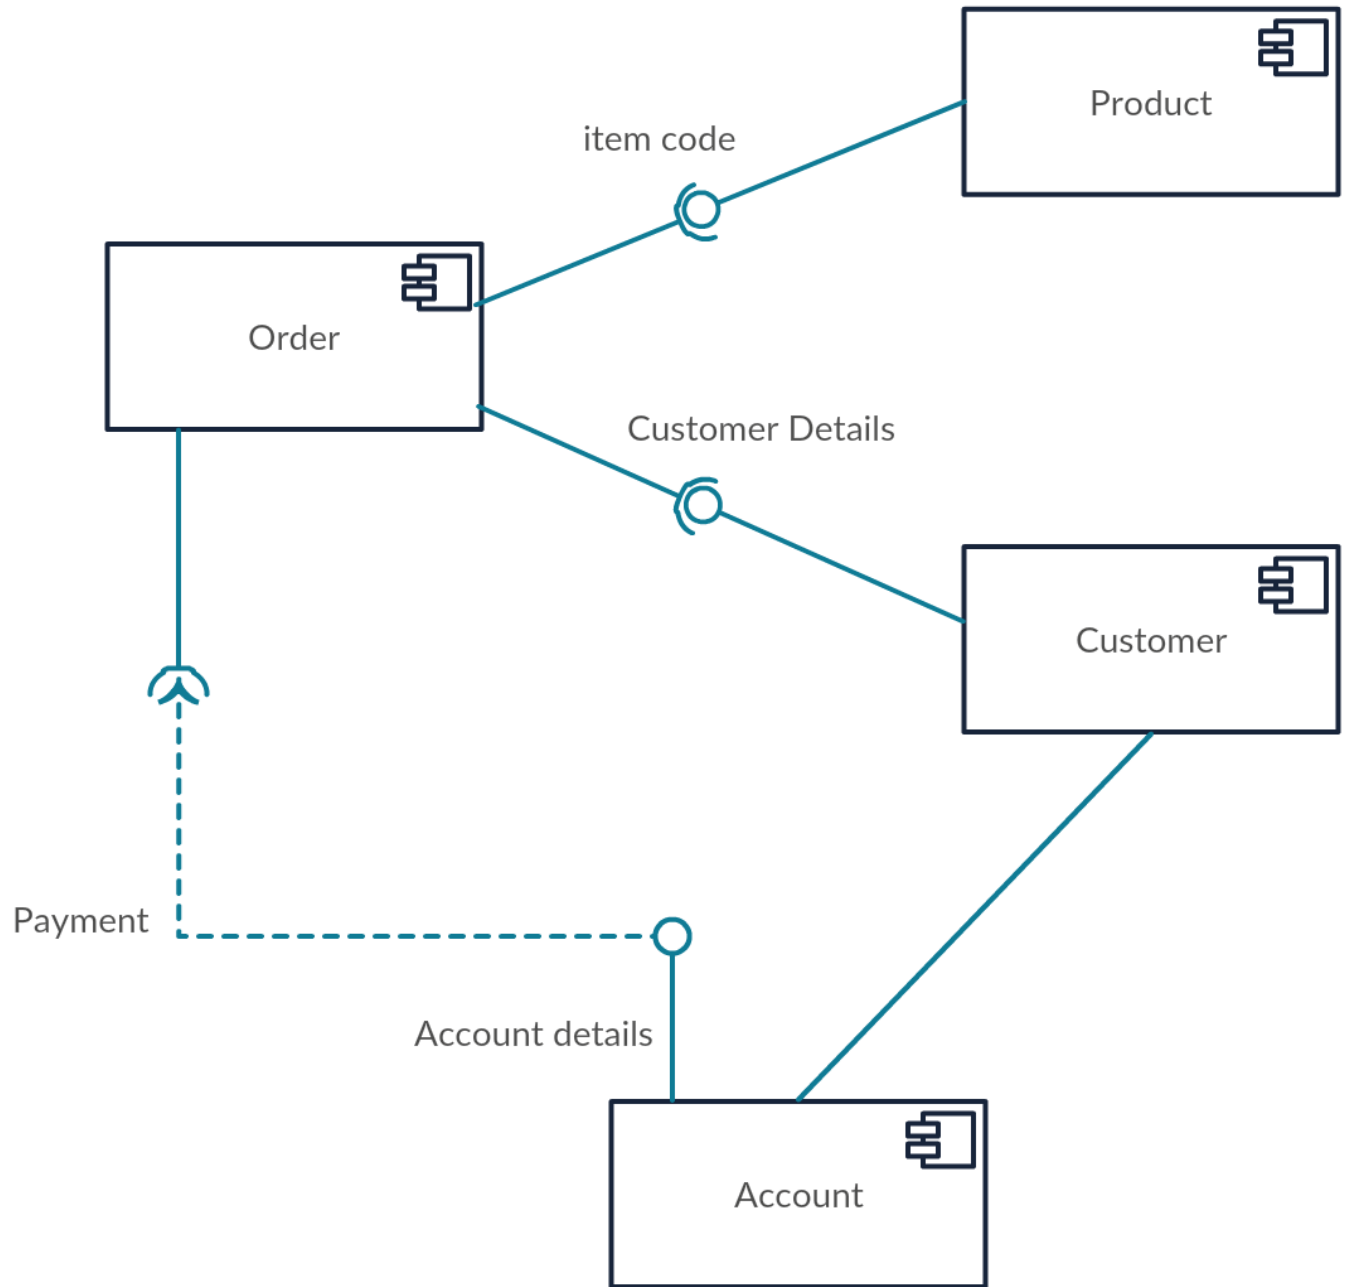 Product
item code
Order
Customer Details
Customer
Payment
Account details
Account